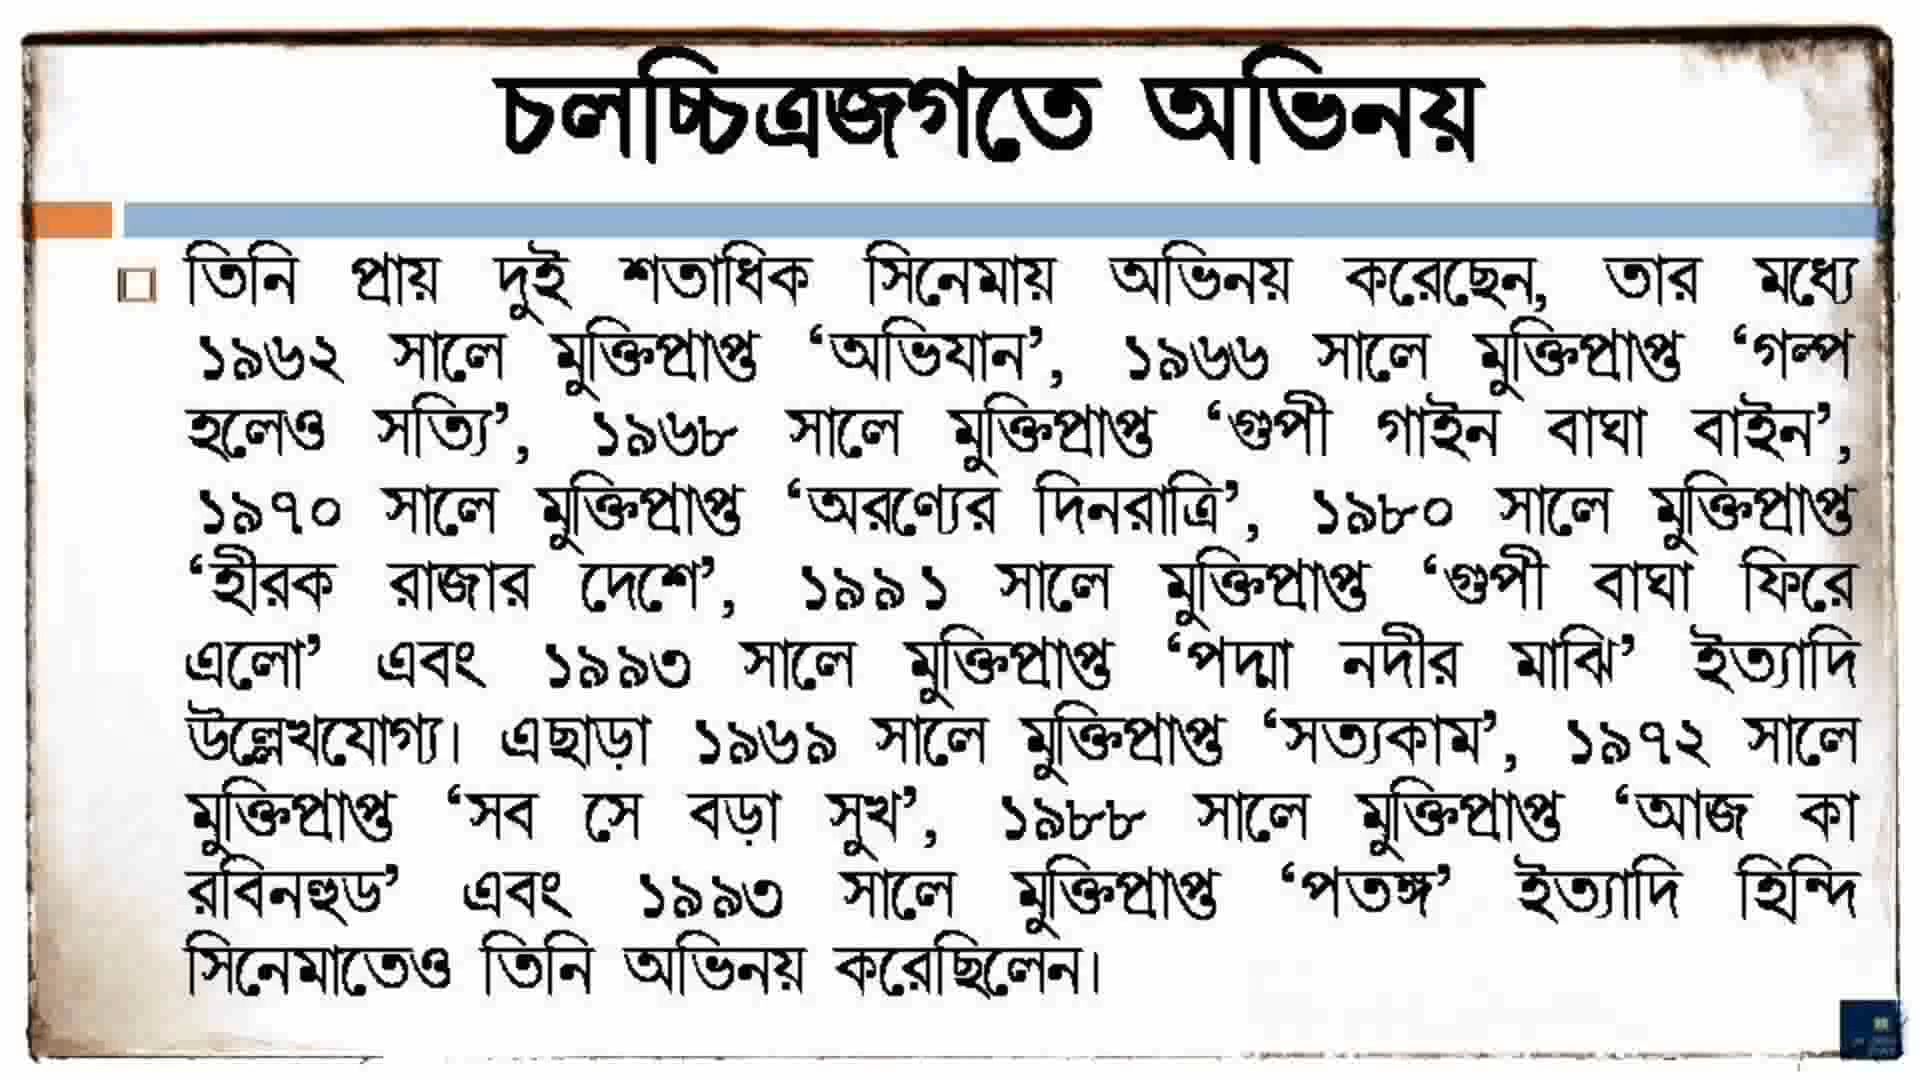 চলচ্চিত্রজগতে অভিনয়
তিনি প্রায় দুই শতাধিক সিনেমায় অভিনয় করেছেন, তার মধ্যে
১৯৬২ সালে মুক্তিপ্রাপ্ত ‘অভিযান’, ১৯৬৬ সালে মুক্তিপ্রাপ্ত ‘গল্প
হলেও সত্যি’, ১৯৬৮ সালে মুক্তিপ্রাপ্ত ‘গুপী গাইন বাঘা বাইন’,
১৯৭০ সালে মুক্তিপ্রাপ্ত ‘অরণ্যের দিনরাত্রি’, ১৯৮০ সালে মুক্তিপ্রাপ্ত
‘হীরক রাজার দেশে’, ১৯৯১ সালে মুক্তিপ্রাপ্ত ‘গুপী বাঘা ফিরে
এলো’ এবং ১৯৯৩ সালে মুক্তিপ্রাপ্ত ‘পদ্মা নদীর মাঝি’ ইত্যাদি
উল্লেখযোগ্য। এছাড়া ১৯৬৯ সালে মুক্তিপ্রাপ্ত ‘সত্যকাম’, ১৯৭২ সালে
মুক্তিপ্রাপ্ত ‘সব সে বড়া সুখ’, ১৯৮৮ সালে মুক্তিপ্রাপ্ত ‘আজ কা
রবিনহুড’ এবং ১৯৯৩ সালে মুক্তিপ্রাপ্ত ‘পতঙ্গ’ ইত্যাদি হিন্দি
সিনেমাতেও তিনি অভিনয় করেছিলেন।